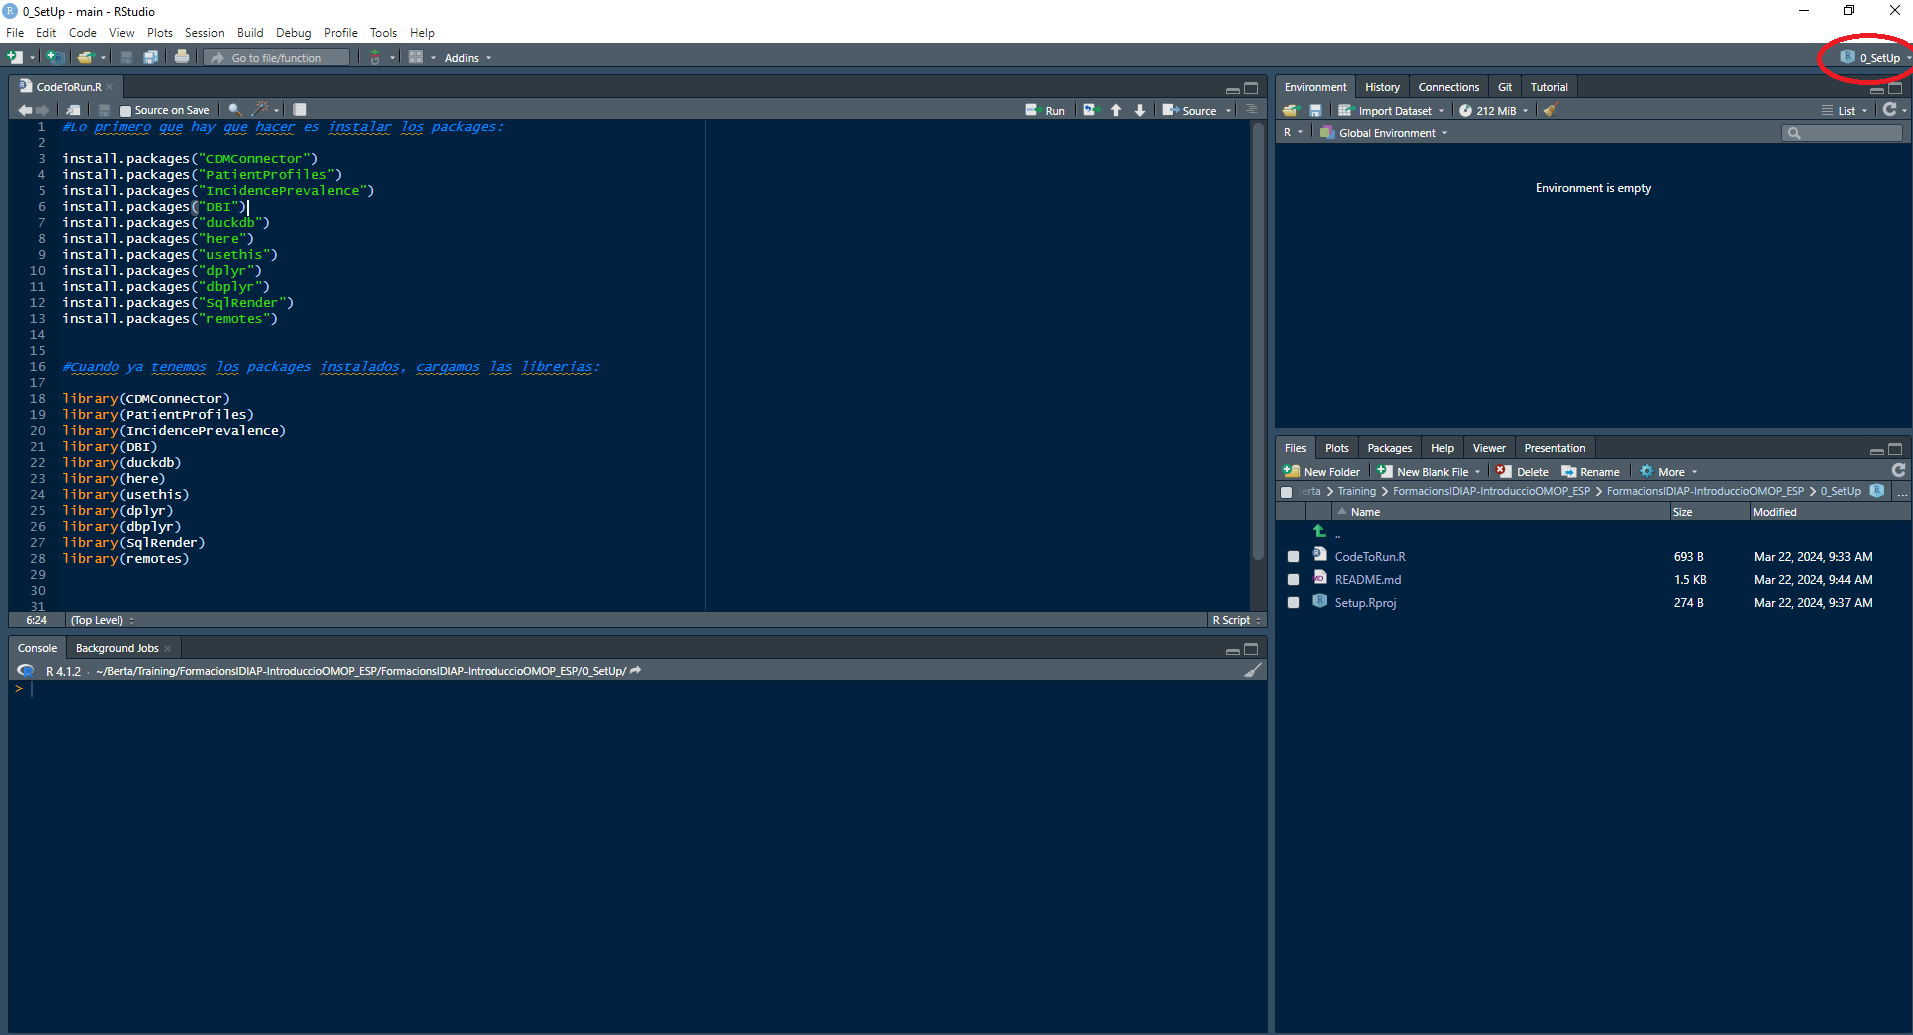 0_SetUp - main - RStudio
File Edit Code View Plots Session Build Debug Profile Tools Help
Go to file/function Addins 0_SetUp
CodeToRun.R
Source on Save Run Source
1 #Lo primero que hay que hacer es instalar los packages:
2
3 install.packages("CDMConnector")
4 install.packages("PatientProfiles")
5 install.packages("IncidencePrevalence")
6 install.packages("DBI")
7 install.packages("duckdb")
8 install.packages("here")
9 install.packages("usethis")
10 install.packages("dplyr")
11 install.packages("dbplyr")
12 install.packages("SqlRender")
13 install.packages("remotes")
14
15
16 #Cuando ya tenemos los packages instalados, cargamos las librerias:
17
18 library(CDMConnector)
19 library(PatientProfiles)
20 library(IncidencePrevalence)
21 library(DBI)
22 library(duckdb)
23 library(here)
24 library(usethis)
25 library(dplyr)
26 library(dbplyr)
27 library(SqlRender)
28 library(remotes)
29
30
31
6:24 (Top Level) R Script
Console Background Jobs
R 4.1.2 · ~/Berta/Training/FormacionsIDIAP-IntroduccioOMOP_ESP/FormacionsIDIAP-IntroduccioOMOP_ESP/0_SetUp/
>
Environment History Connections Git Tutorial
Import Dataset 212 MiB List
R Global Environment
Environment is empty
Files Plots Packages Help Viewer Presentation
New Folder New Blank File Delete Rename More
erta Training FormacionsIDIAP-IntroduccioOMOP_ESP FormacionsIDIAP-IntroduccioOMOP_ESP 0_SetUp ...
Name Size Modified
..
CodeToRun.R 693 B Mar 22, 2024, 9:33 AM
README.md 1.5 KB Mar 22, 2024, 9:44 AM
Setup.Rproj 274 B Mar 22, 2024, 9:37 AM